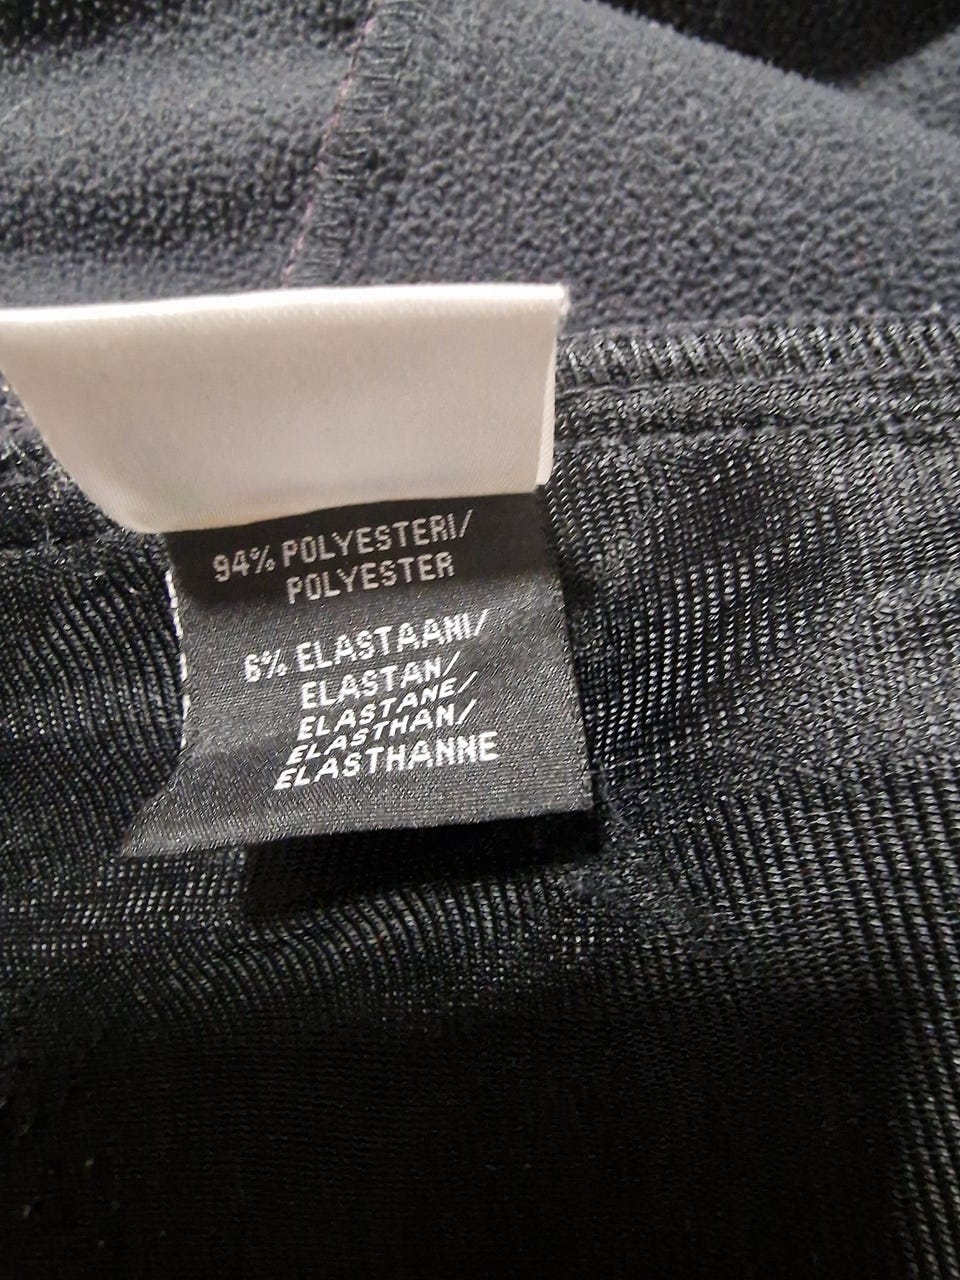 94% POLYESTERI/
POLYESTER
6% ELASTAANI/
ELASTAN/
ELASTANE/
ELASTHAN/
ELASTHANNE